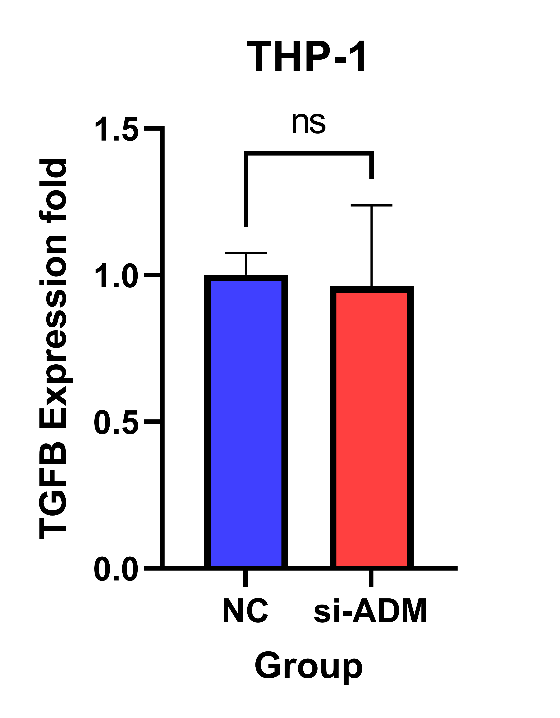 THP-1
ns
1.5
1.0
0.5
0.0
TGFB Expression fold
NC
si-ADM
Group